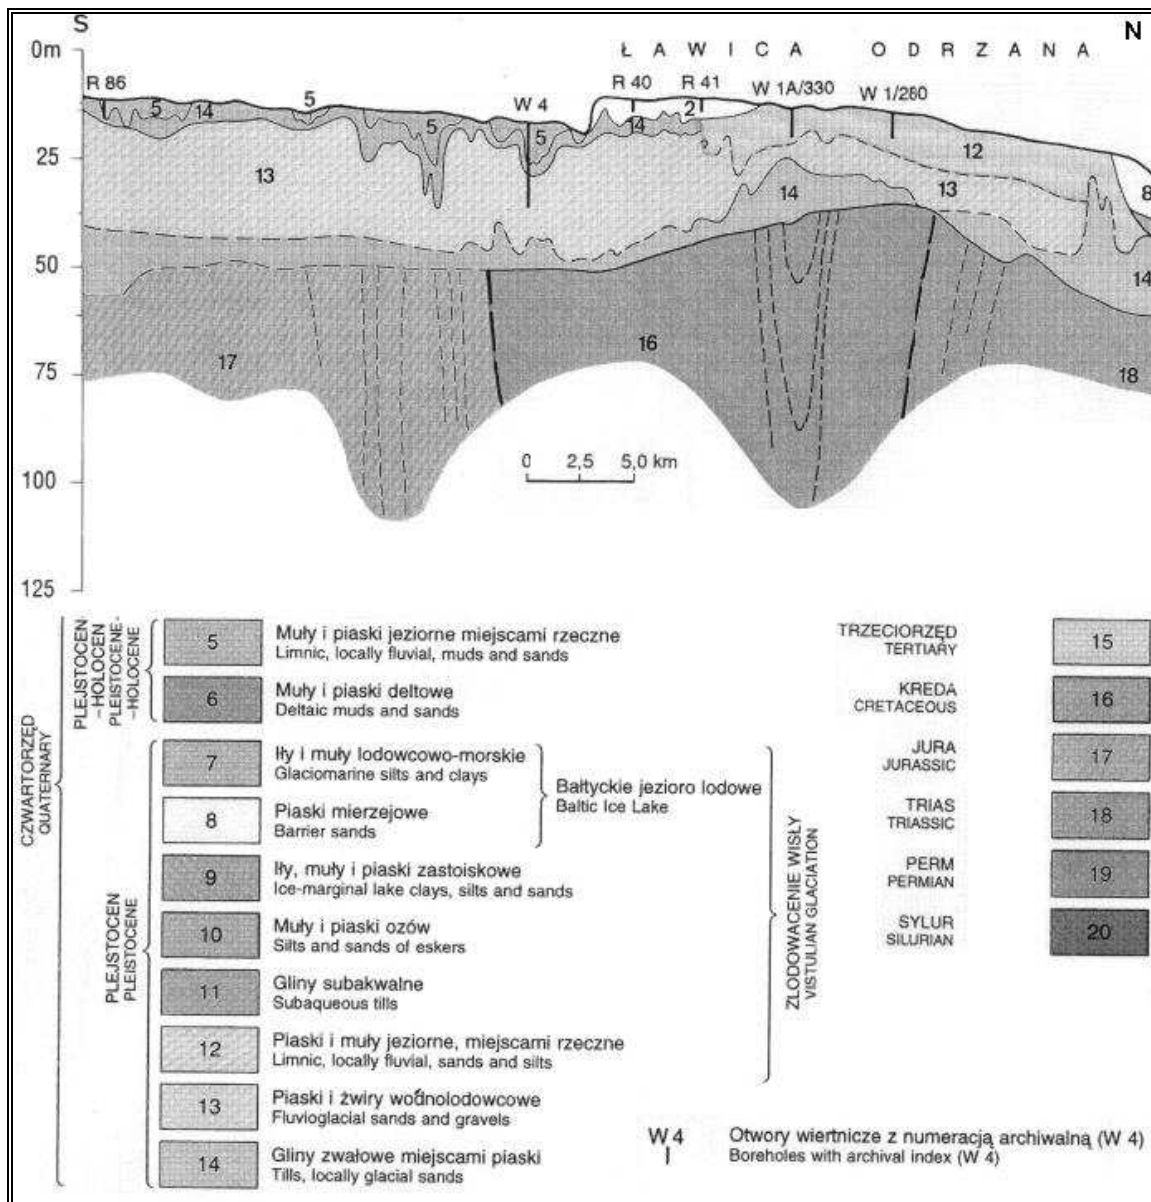 S
N
0m
Ł A W I C A O D R Z A N A
R 86
5
14
5
5
W 4
5
R 40
R 41
2
14
W 1A/330
W 1/260
12
8
25
13
14
13
50
14
75
17
16
18
0 2,5 5,0 km
100
125
CZWARTORZĘD
QUATERNARY
PLEJSTOCEN-
-HOLOCEN
PLEISTOCENE-
-HOLOCENE
5 Muły i piaski jeziorne miejscami rzeczne
Limnic, locally fluvial, muds and sands
6 Muły i piaski deltowe
Deltaic muds and sands
PLEJSTOCEN
PLEISTOCENE
7 Iły i muły lodowcowo-morskie
Glaciomarine silts and clays
8 Piaski mierzejowe
Barrier sands
Bałtyckie jezioro lodowe
Baltic Ice Lake
9 Iły, muły i piaski zastoiskowe
Ice-marginal lake clays, silts and sands
10 Muły i piaski ozów
Silts and sands of eskers
11 Gliny subakwalne
Subaqueous tills
12 Piaski i muły jeziorne, miejscami rzeczne
Limnic, locally fluvial, sands and silts
ZLODOWACENIE WISŁY
VISTULIAN GLACIATION
13 Piaski i żwiry wodnolodowcowe
Fluvioglacial sands and gravels
14 Gliny zwałowe miejscami piaski
Tills, locally glacial sands
TRZECIORZĘD
TERTIARY
15
KREDA
CRETACEOUS
16
JURA
JURASSIC
17
TRIAS
TRIASSIC
18
PERM
PERMIAN
19
SYLUR
SILURIAN
20
W 4 Otwory wiertnicze z numeracją archiwalną (W 4)
Boreholes with archival index (W 4)